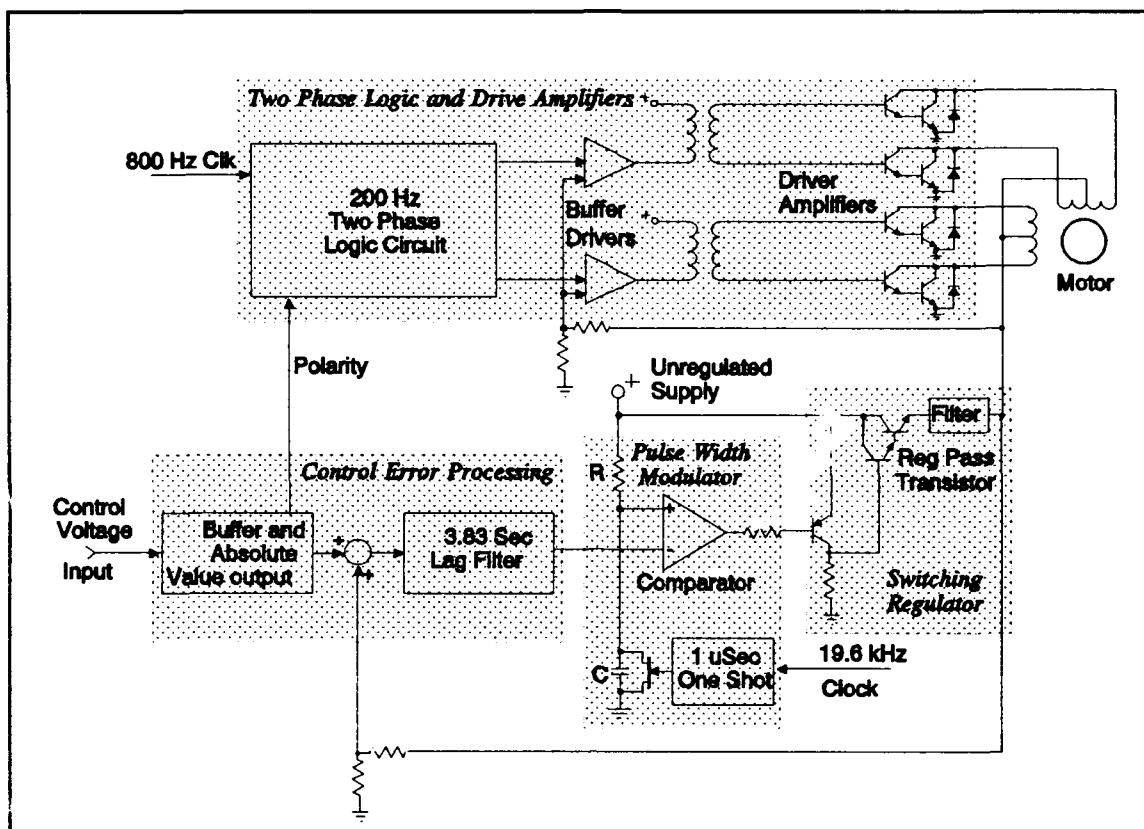 Two Phase Logic and Drive Amplifiers
+
800 Hz Clk
200 Hz
Two Phase
Logic Circuit
Buffer
Drivers
+
Driver
Amplifiers
Motor
Polarity
+
Unregulated
Supply
Filter
Reg Pass
Transistor
Pulse Width
Modulator
R
+
-
Comparator
Switching
Regulator
Control Error Processing
Control
Voltage
Input
Buffer and
Absolute
Value output
+
+
3.83 Sec
Lag Filter
C
1 uSec
One Shot
19.6 kHz
Clock